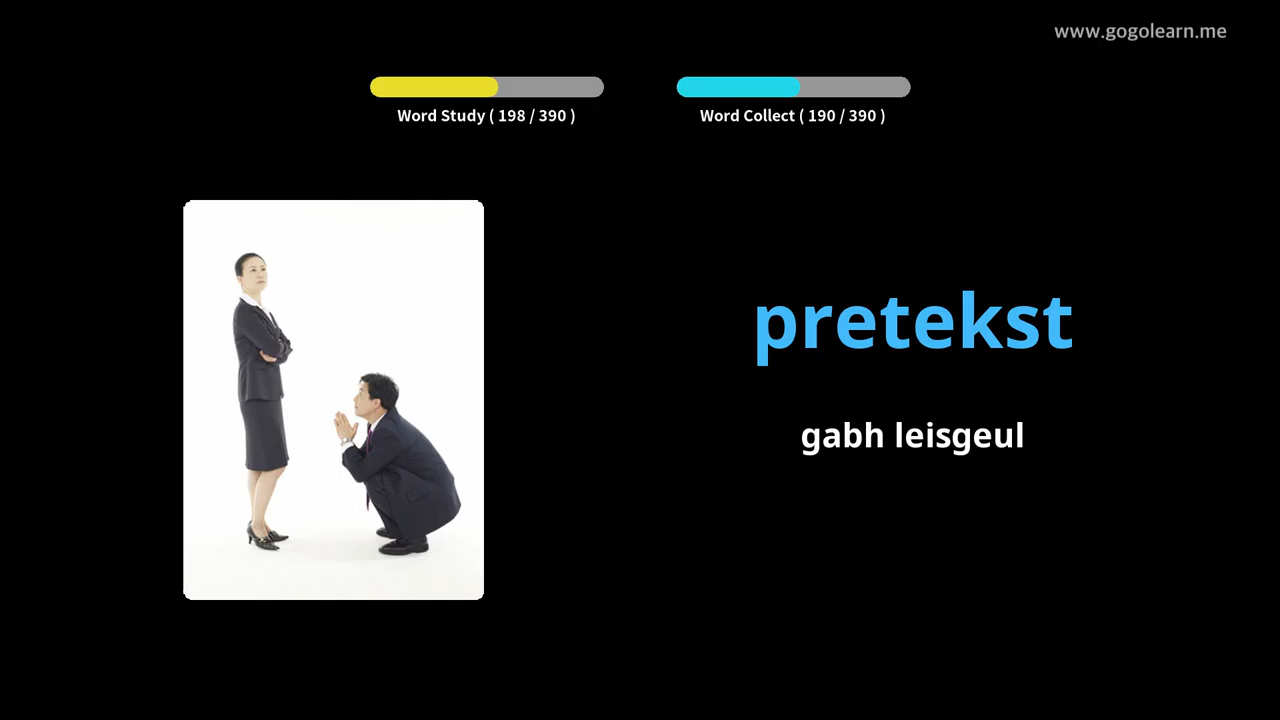 www.gogolearn.me
Word Study ( 198 / 390 )
Word Collect ( 190 / 390 )
pretekst
gabh leisgeul